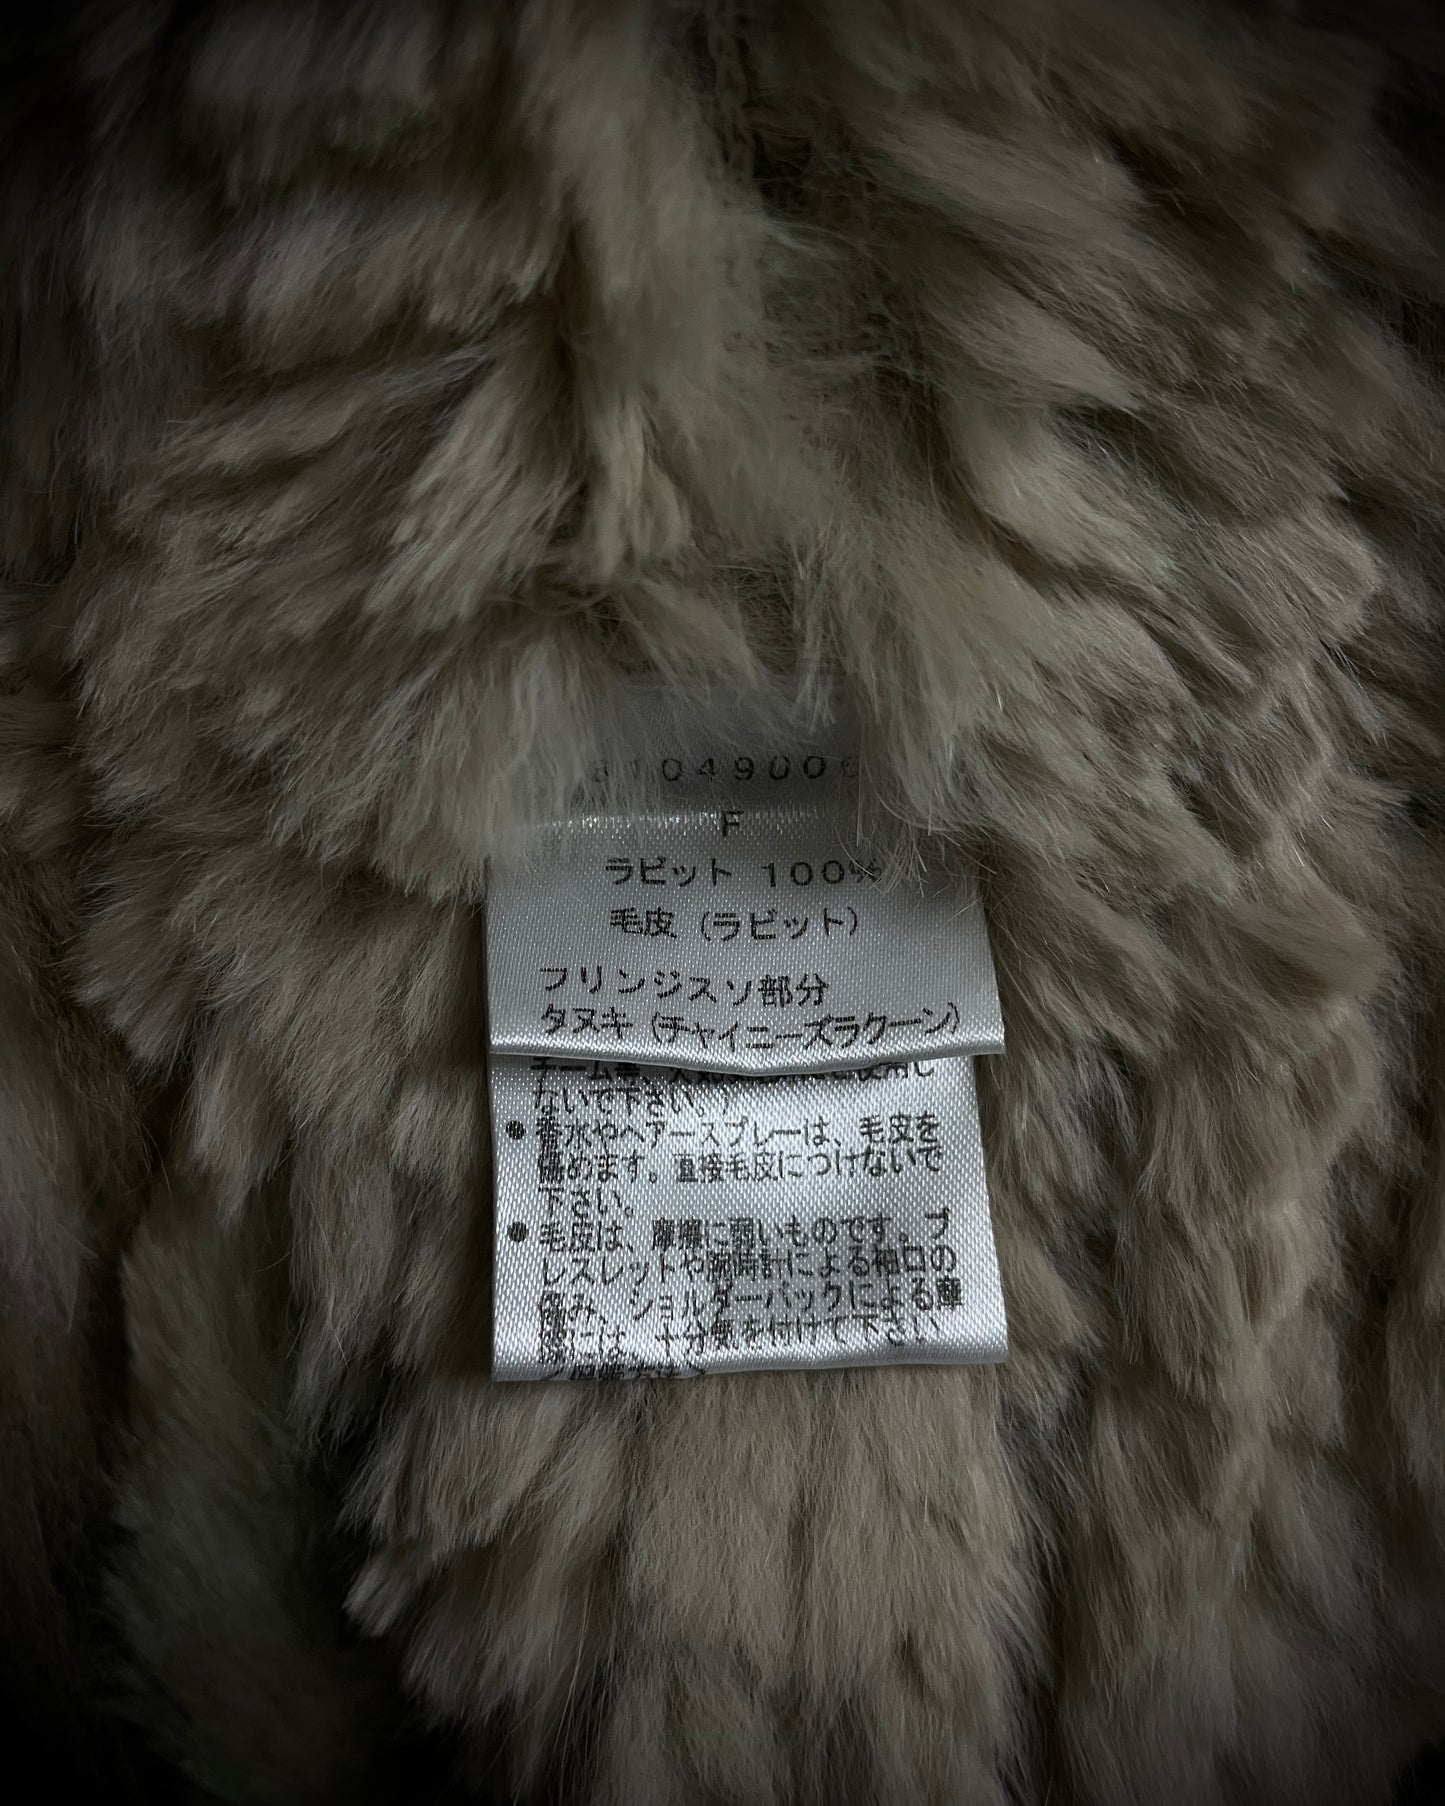 F
ラビット 100%
毛皮（ラビット）
フリンジスソ部分
タヌキ（チャイニーズラクーン）
ないで下さい。）
●香水やヘアースプレーは、毛皮を
傷めます。直接毛皮につけないで
下さい。
●毛皮は、摩擦に弱いものです。ブ
レスレットや腕時計による袖口の
ショルダーバックによる摩
には、十分気を付けて下さい